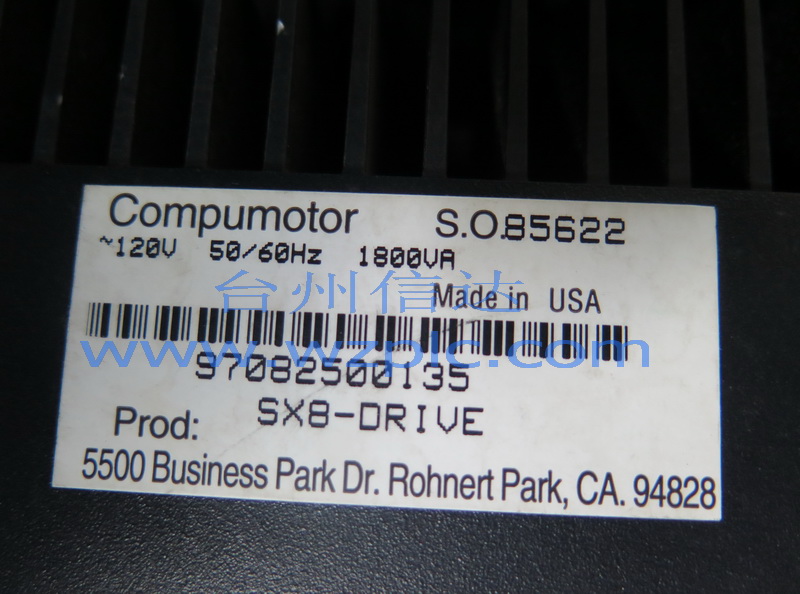 Compumotor S.O.85622
~120V 50/60Hz 1800VA
台州信达
Made in USA
www.wzplc.com
97082500135
Prod: SX8-DRIVE
5500 Business Park Dr. Rohnert Park, CA. 94828